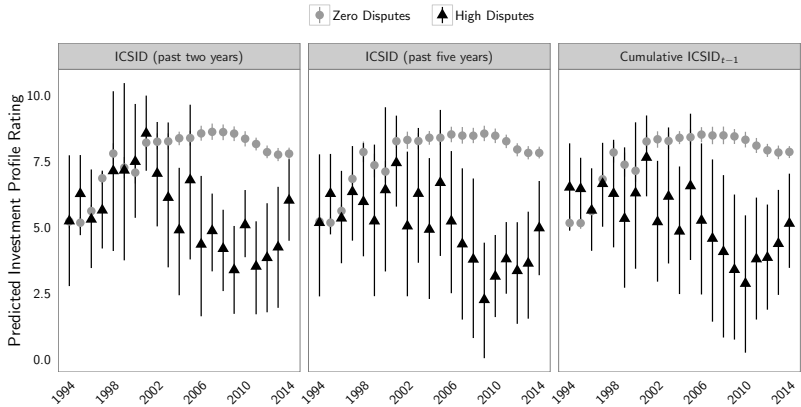 Zero Disputes High Disputes
ICSID (past two years) ICSID (past five years) Cumulative ICSIDₜ₋₁
Predicted Investment Profile Rating
10.0
7.5
5.0
2.5
0.0
1994 1998 2002 2006 2010 2014 1994 1998 2002 2006 2010 2014 1994 1998 2002 2006 2010 2014